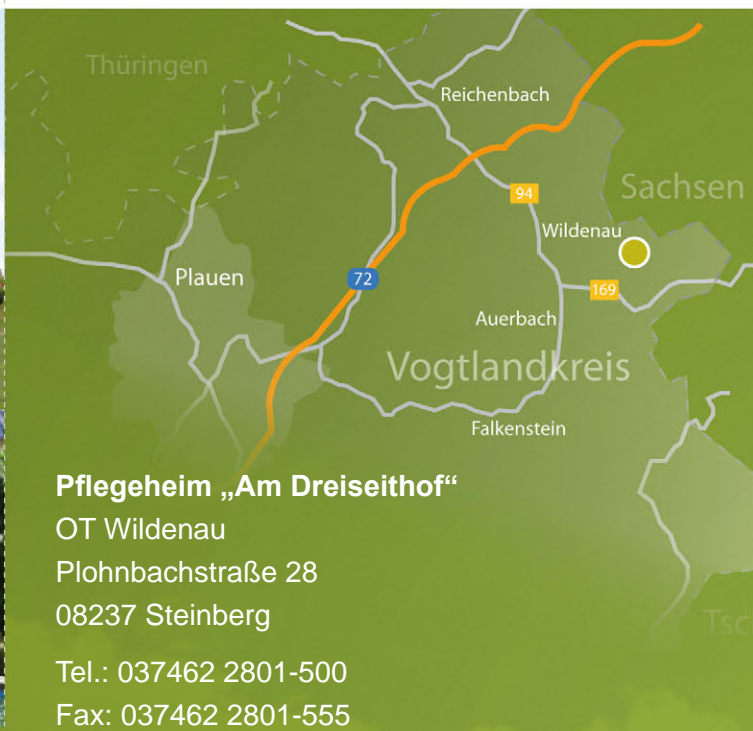 Thüringen
Reichenbach
94
Sachsen
Wildenau
Plauen
72
169
Auerbach
Vogtlandkreis
Falkenstein
Pflegeheim „Am Dreiseithof“
OT Wildenau
Plohnbachstraße 28
08237 Steinberg
Tsc
Tel.: 037462 2801-500
Fax: 037462 2801-555